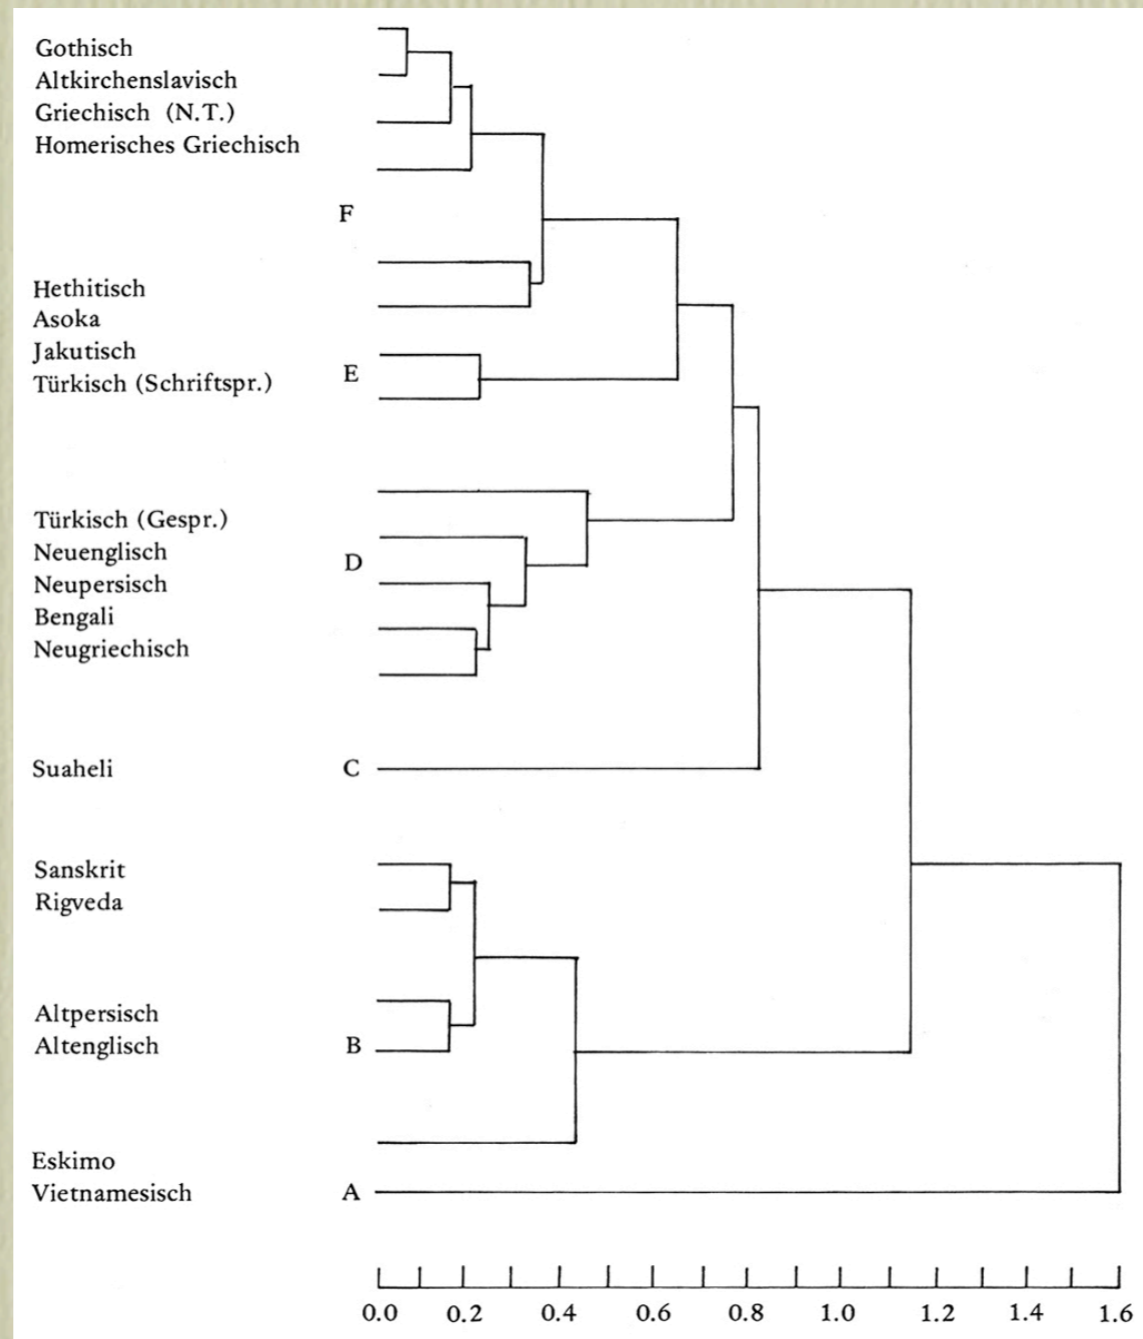 Gothisch
Altkirchenslavisch
Griechisch (N.T.)
Homerisches Griechisch
F
Hethitisch
Asoka
Jakutisch
Türkisch (Schriftspr.)
E
Türkisch (Gespr.)
Neuenglisch
Neupersisch
D
Bengali
Neugriechisch
Suaheli C
Sanskrit
Rigveda
Altpersisch
Altenglisch B
Eskimo
Vietnamesisch A
0.0 0.2 0.4 0.6 0.8 1.0 1.2 1.4 1.6